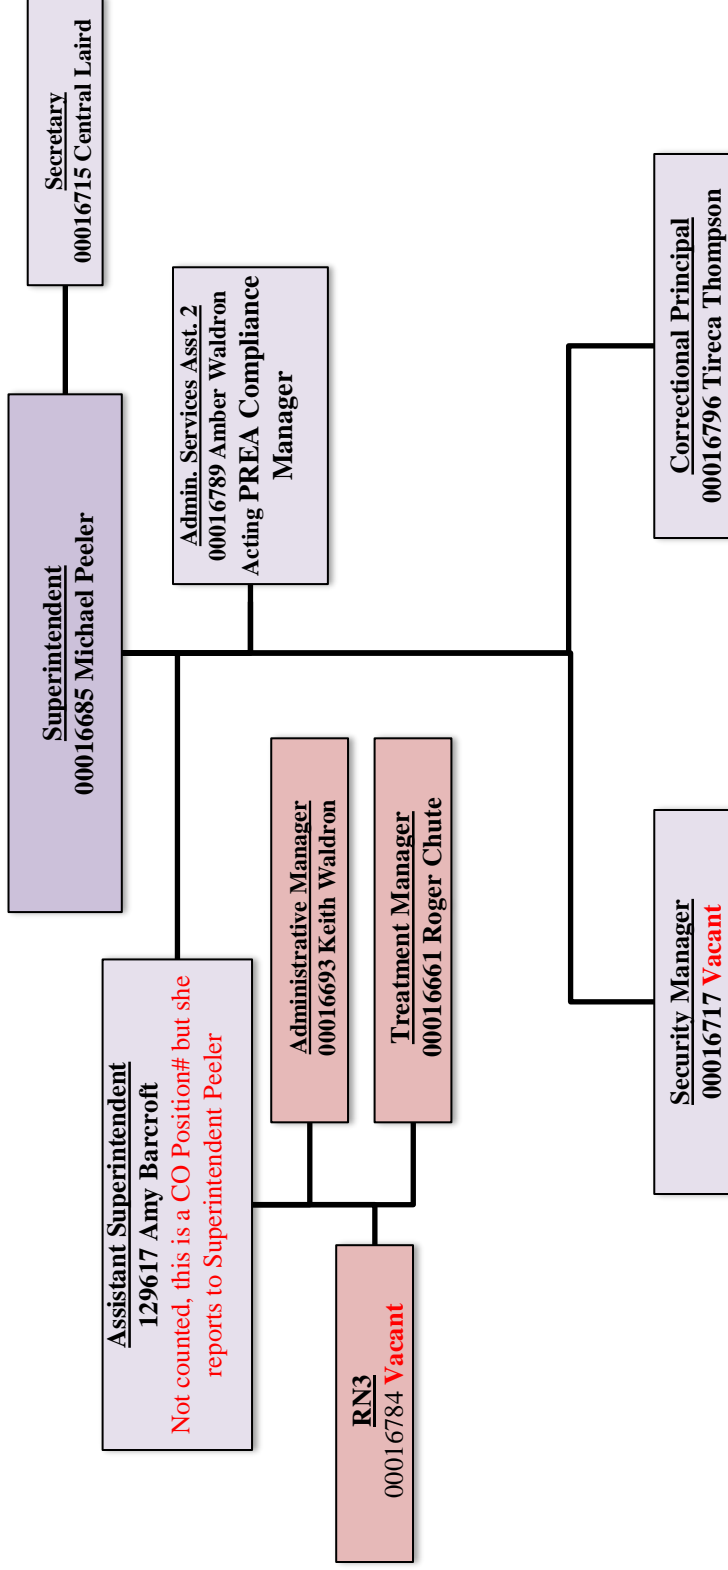 Secretary
00016715 Central Laird
Superintendent
00016685 Michael Peeler
Assistant Superintendent
129617 Amy Barcroft
Not counted, this is a CO Position# but she
reports to Superintendent Peeler
Admin. Services Asst. 2
00016789 Amber Waldron
Acting PREA Compliance
Manager
Administrative Manager
00016693 Keith Waldron
Treatment Manager
00016661 Roger Chute
RN3
00016784 Vacant
Security Manager
00016717 Vacant
Correctional Principal
00016796 Tireca Thompson